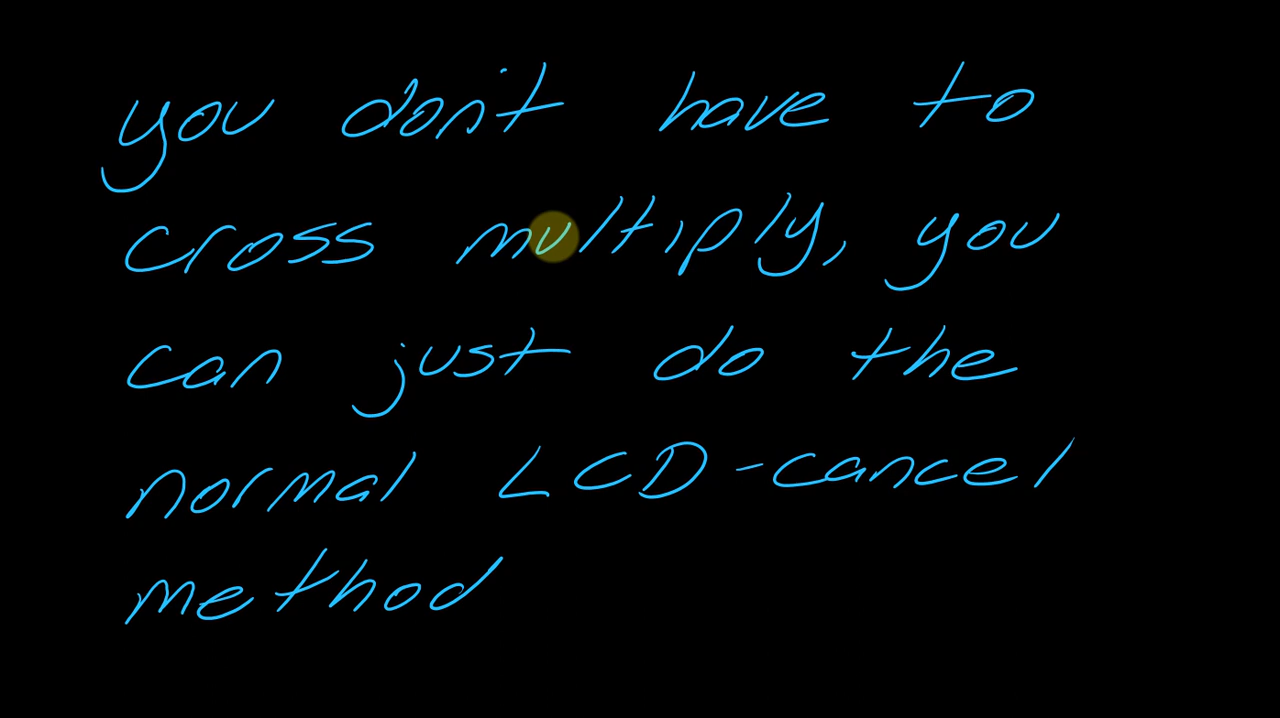 you don't have to
cross multiply, you
can just do the
normal LCD-cancel
method